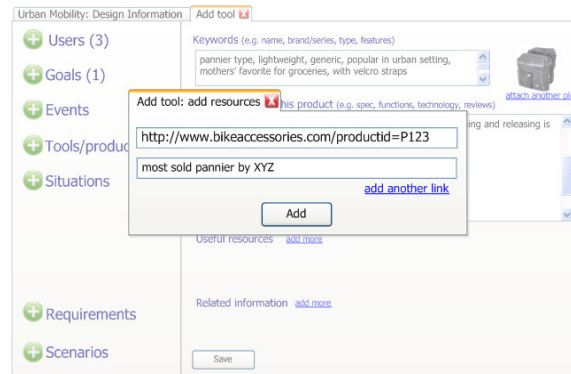 Urban Mobility: Design Information
Add tool
Users (3)
Goals (1)
Events
Tools/produc
Situations
Requirements
Scenarios
Keywords (e.g. name, brand/series, type, features)
pannier type, lightweight, generic, popular in urban setting,
mothers' favorite for groceries, with velcro straps
attach another pi
his product (e.g. spec, functions, technology, reviews)
ing and releasing is
Add tool: add resources
http://www.bikeaccessories.com/productid=P123
most sold pannier by XYZ
add another link
Add
Useful resources add more
Related information add more
Save